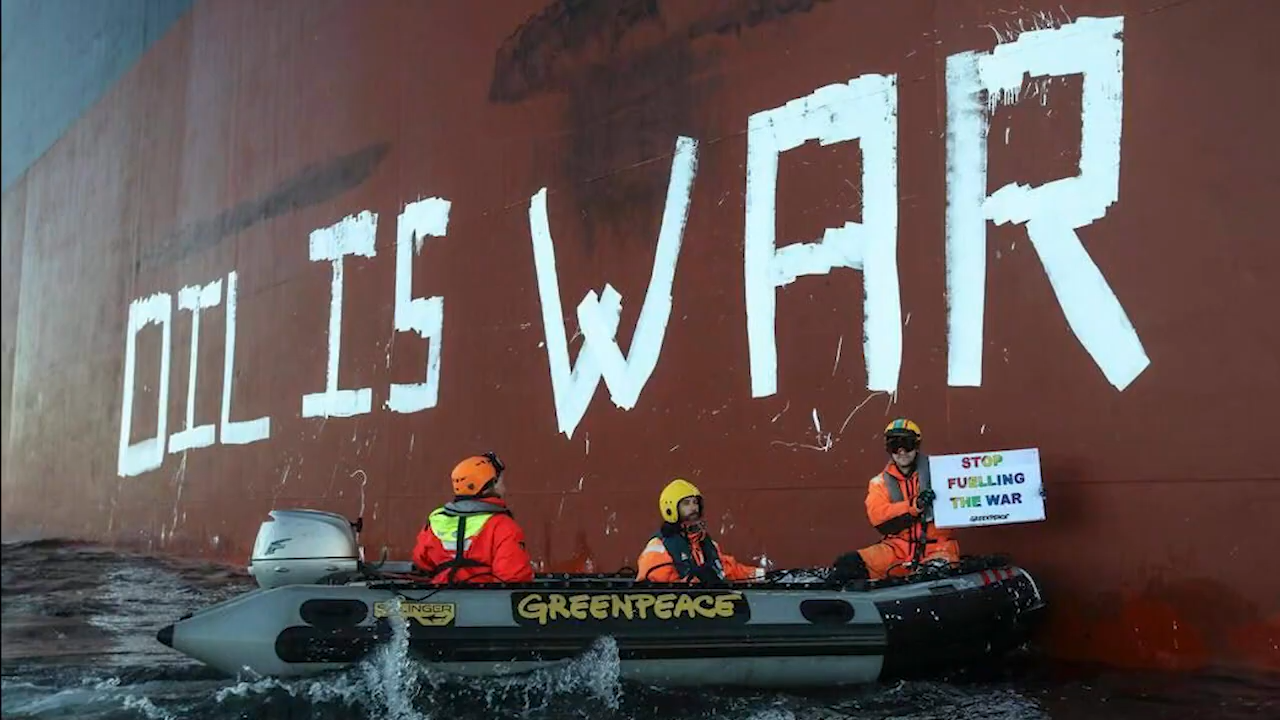 OIL IS WAR
STOP
FUELLING
THE WAR
GREENPEACE
GREENPEACE